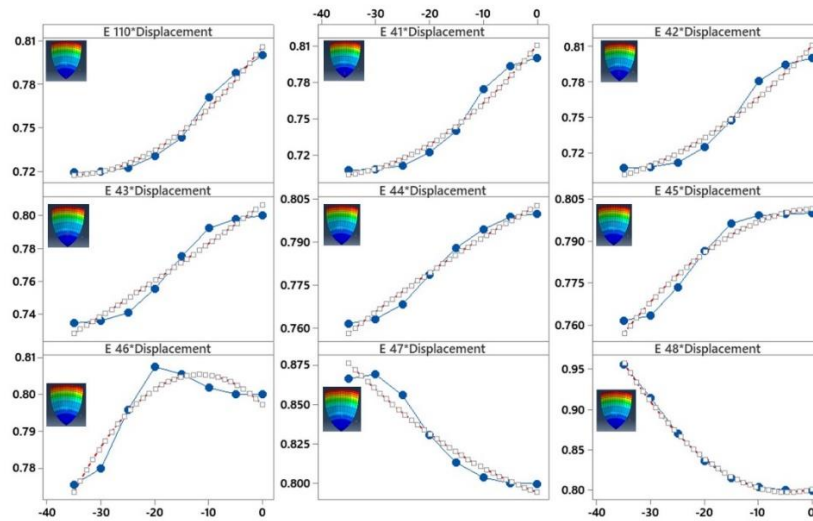 -40 -30 -20 -10 0
E 110*Displacement E 41*Displacement E 42*Displacement
0.81 0.81 0.81
0.78 0.78 0.78
0.75 0.75 0.75
0.72 0.72 0.72
E 43*Displacement E 44*Displacement E 45*Displacement
0.80 0.805 0.805
0.78 0.790 0.790
0.76 0.775 0.775
0.74 0.760 0.760
E 46*Displacement E 47*Displacement E 48*Displacement
0.81 0.875 0.95
0.80 0.850 0.90
0.79 0.825 0.85
0.78 0.800 0.80
-40 -30 -20 -10 0 -40 -30 -20 -10 0